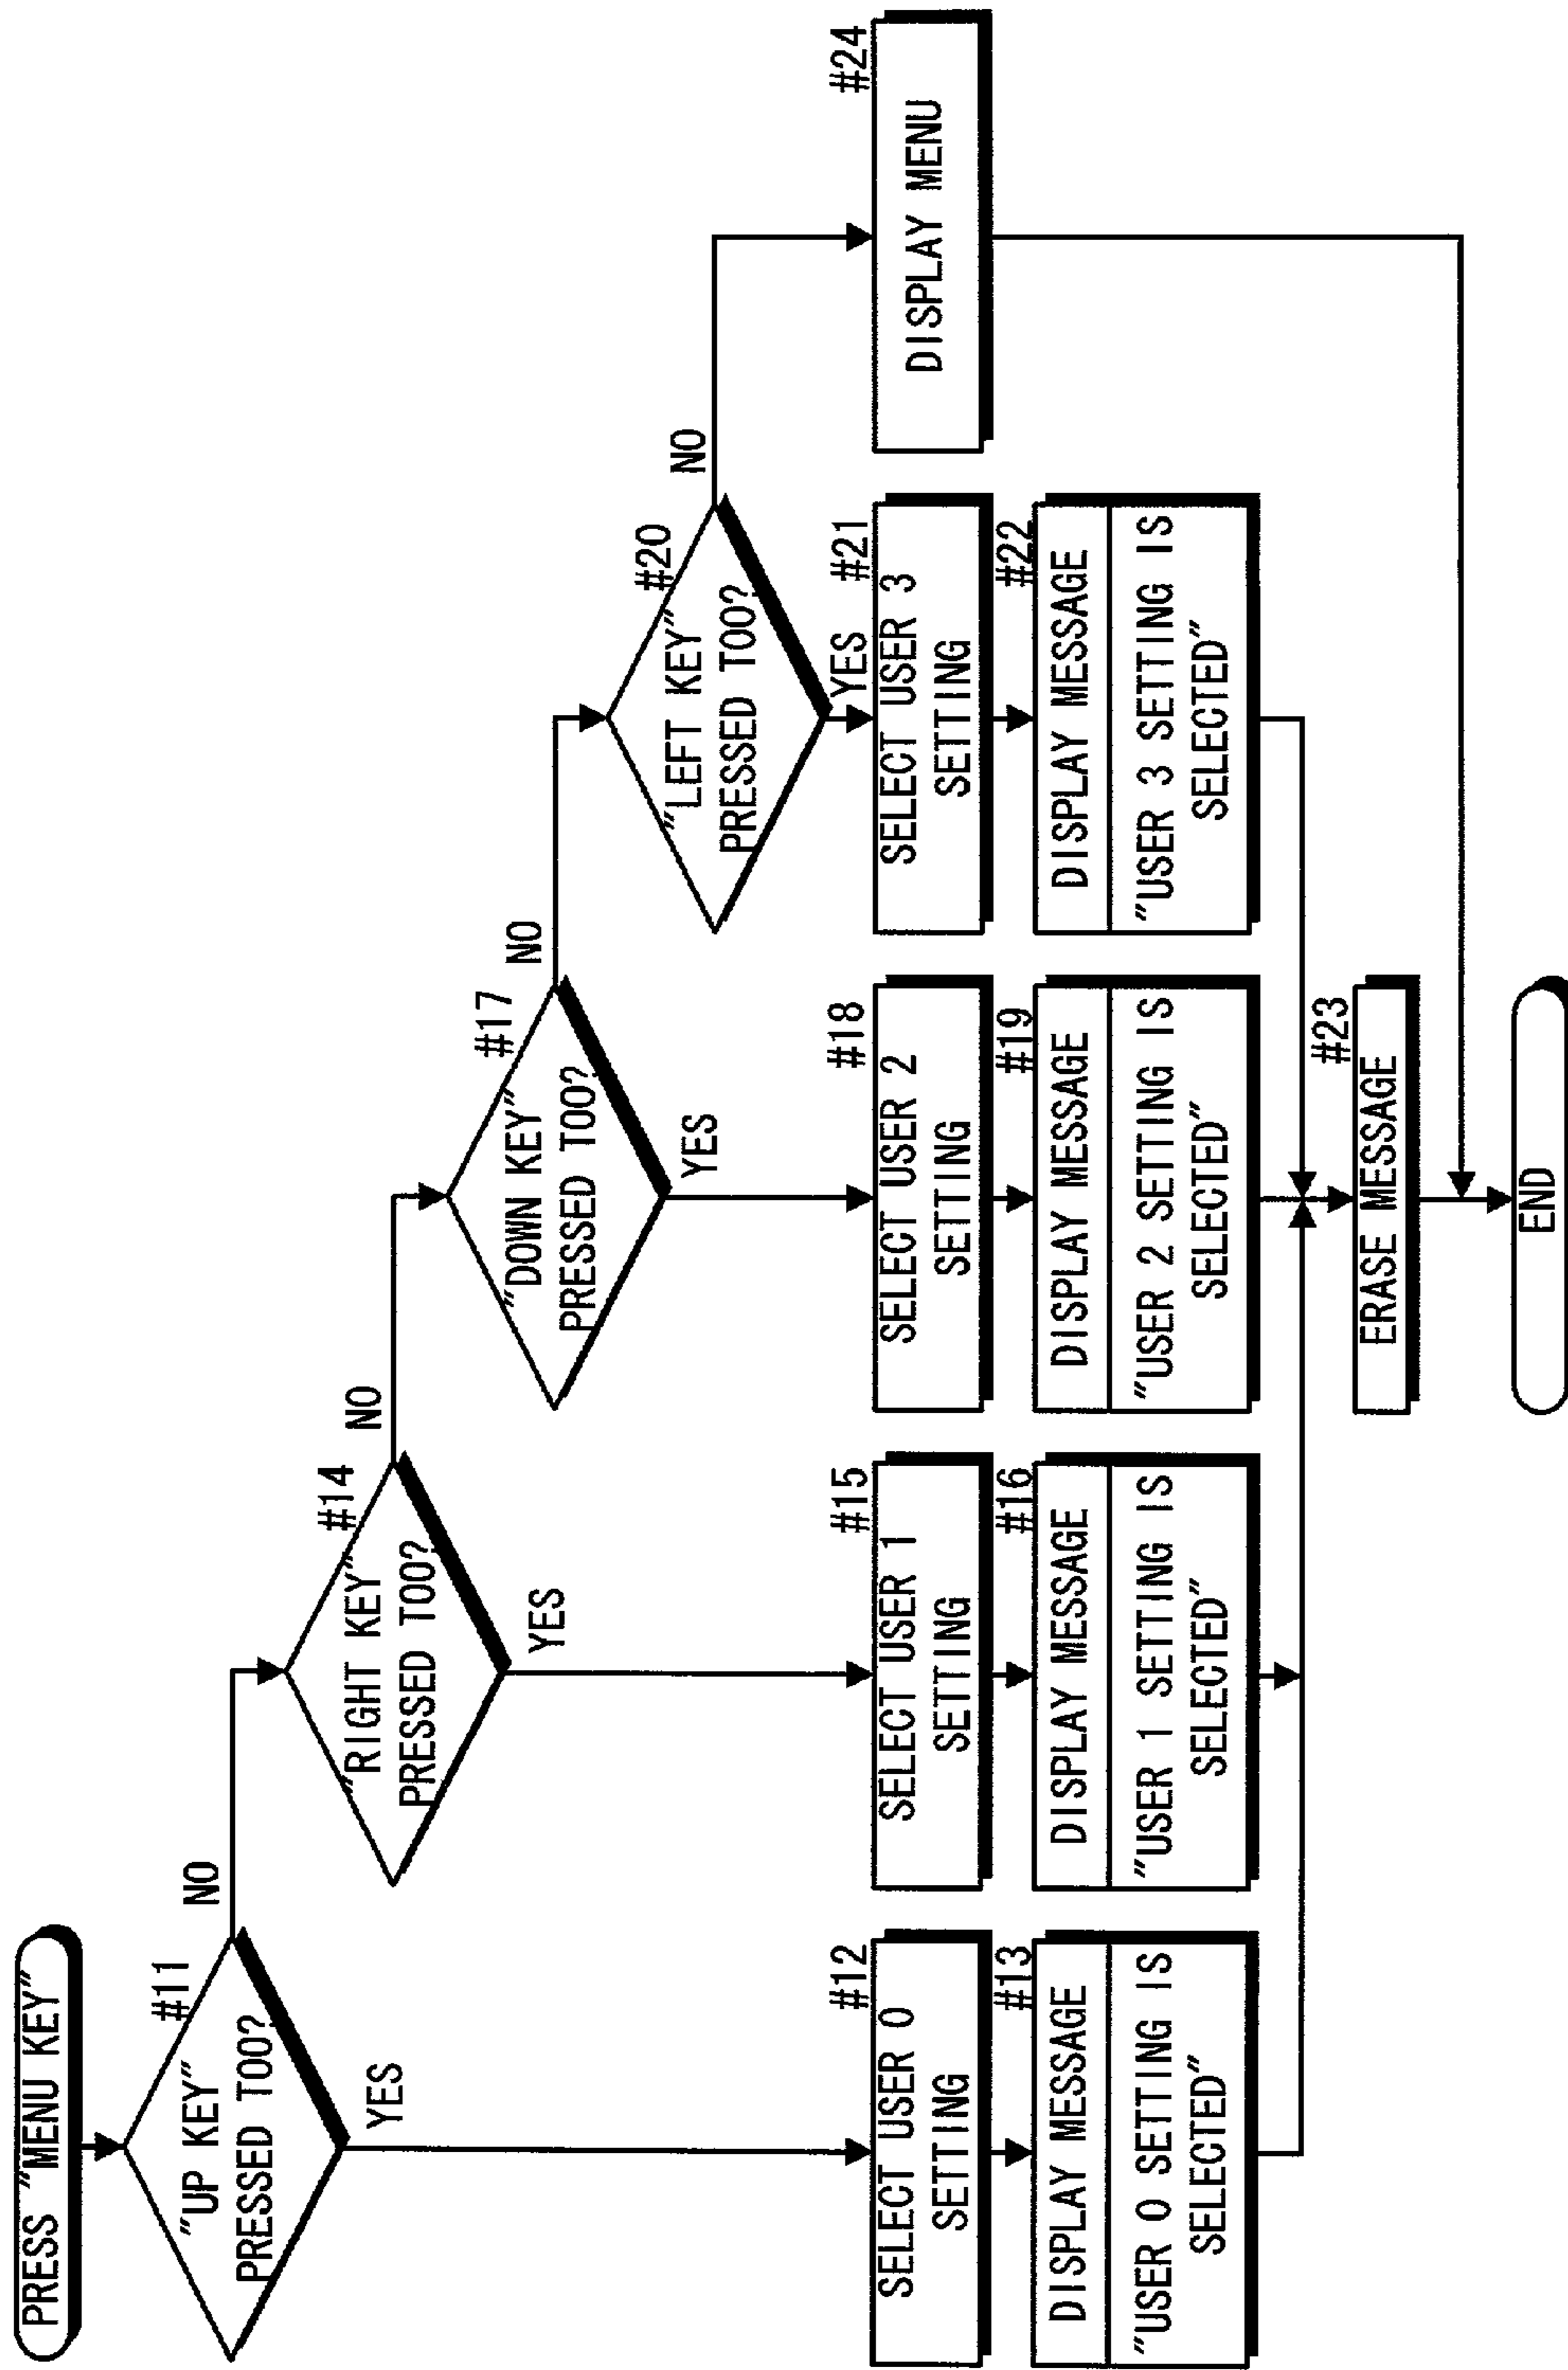 PRESS "MENU KEY"
#11
"UP KEY"
PRESSED TOO?
NO
YES
#14
"RIGHT KEY"
PRESSED TOO?
NO
YES
#17
"DOWN KEY"
PRESSED TOO?
NO
YES
#20
"LEFT KEY"
PRESSED TOO?
NO
YES
#12
SELECT USER 0
SETTING
#15
SELECT USER 1
SETTING
#18
SELECT USER 2
SETTING
#21
SELECT USER 3
SETTING
#24
DISPLAY MENU
#13
DISPLAY MESSAGE
"USER 0 SETTING IS
SELECTED"
#16
DISPLAY MESSAGE
"USER 1 SETTING IS
SELECTED"
#19
DISPLAY MESSAGE
"USER 2 SETTING IS
SELECTED"
#22
DISPLAY MESSAGE
"USER 3 SETTING IS
SELECTED"
#23
ERASE MESSAGE
END